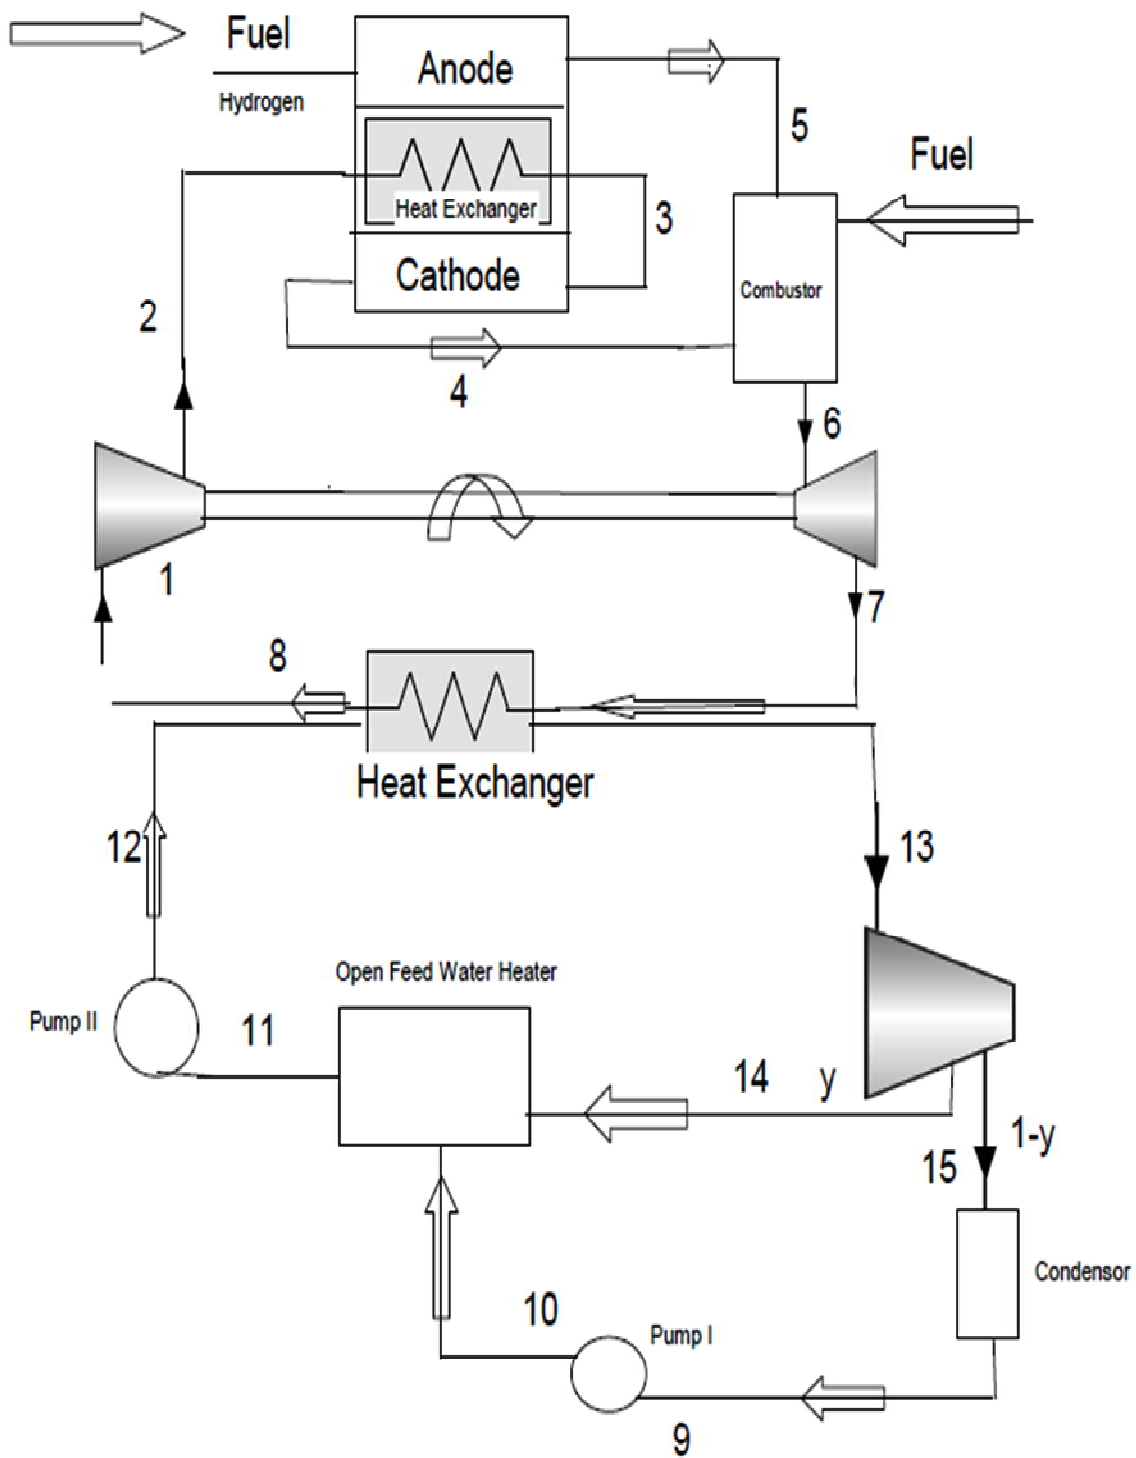 Fuel
Anode
Hydrogen
5
Fuel
Heat Exchanger
3
Cathode
Combustor
2
4
6
1
7
8
Heat Exchanger
12
13
Open Feed Water Heater
Pump II
11
14
y
1-y
15
Condensor
10
Pump I
9